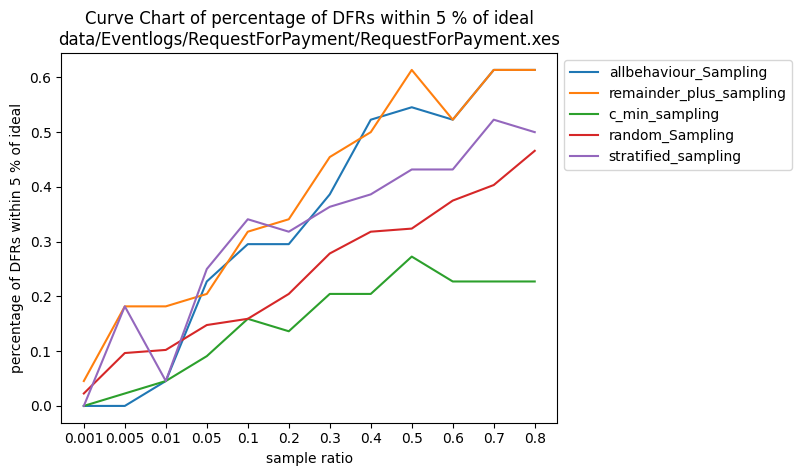 Curve Chart of percentage of DFRs within 5 % of ideal
data/Eventlogs/RequestForPayment/RequestForPayment.xes
percentage of DFRs within 5 % of ideal
0.6
0.5
0.4
0.3
0.2
0.1
0.0
0.001 0.005 0.01 0.05 0.1 0.2 0.3 0.4 0.5 0.6 0.7 0.8
sample ratio
allbehaviour_Sampling
remainder_plus_sampling
c_min_sampling
random_Sampling
stratified_sampling